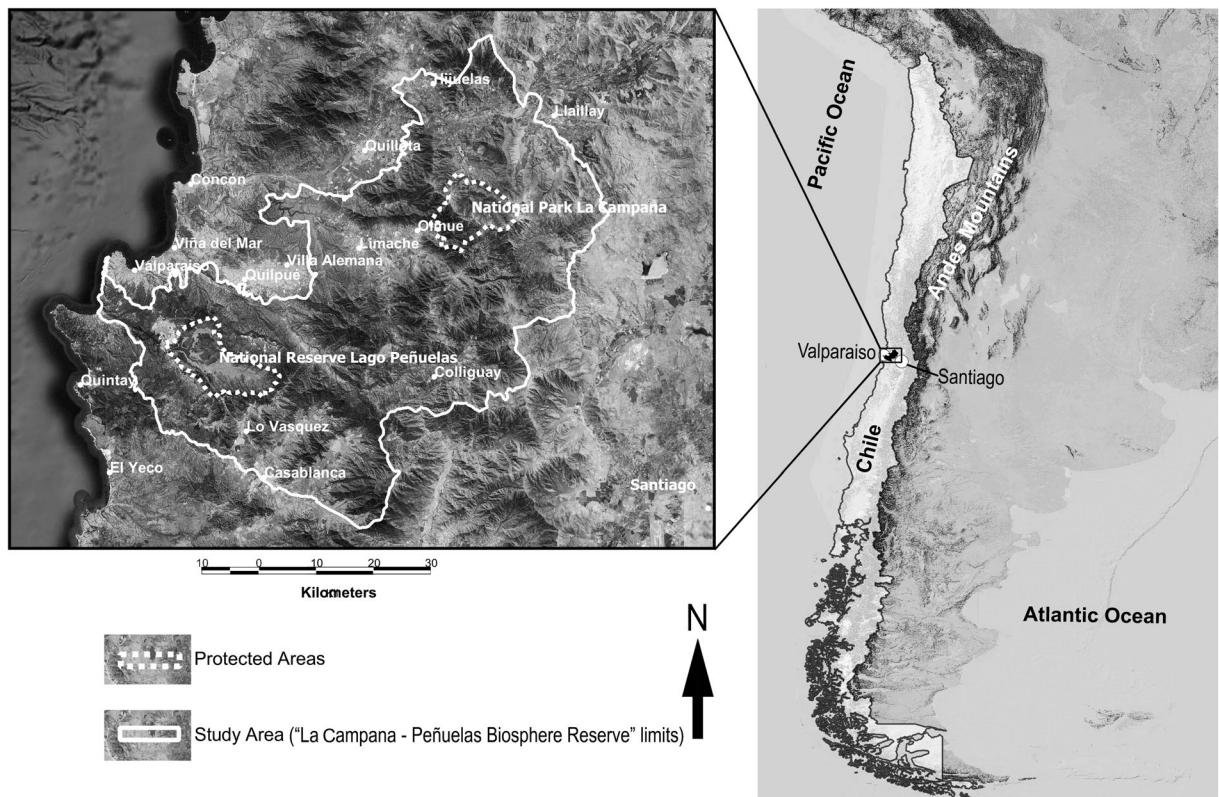 Hijuelas
Llaillay
Quillota
Concón
National Park La Campana
Olmue
Viña del Mar
Limache
Valparaiso
Villa Alemana
Quilpué
National Reserve Lago Peñuelas
Quintay
Colliguay
Lo Vasquez
El Yeco
Casablanca
Santiago
10 0 10 20 30
Kilometers
Protected Areas
Study Area (“La Campana - Peñuelas Biosphere Reserve” limits)
N
Pacific Ocean
Andes Mountains
Valparaiso
Santiago
Chile
Atlantic Ocean